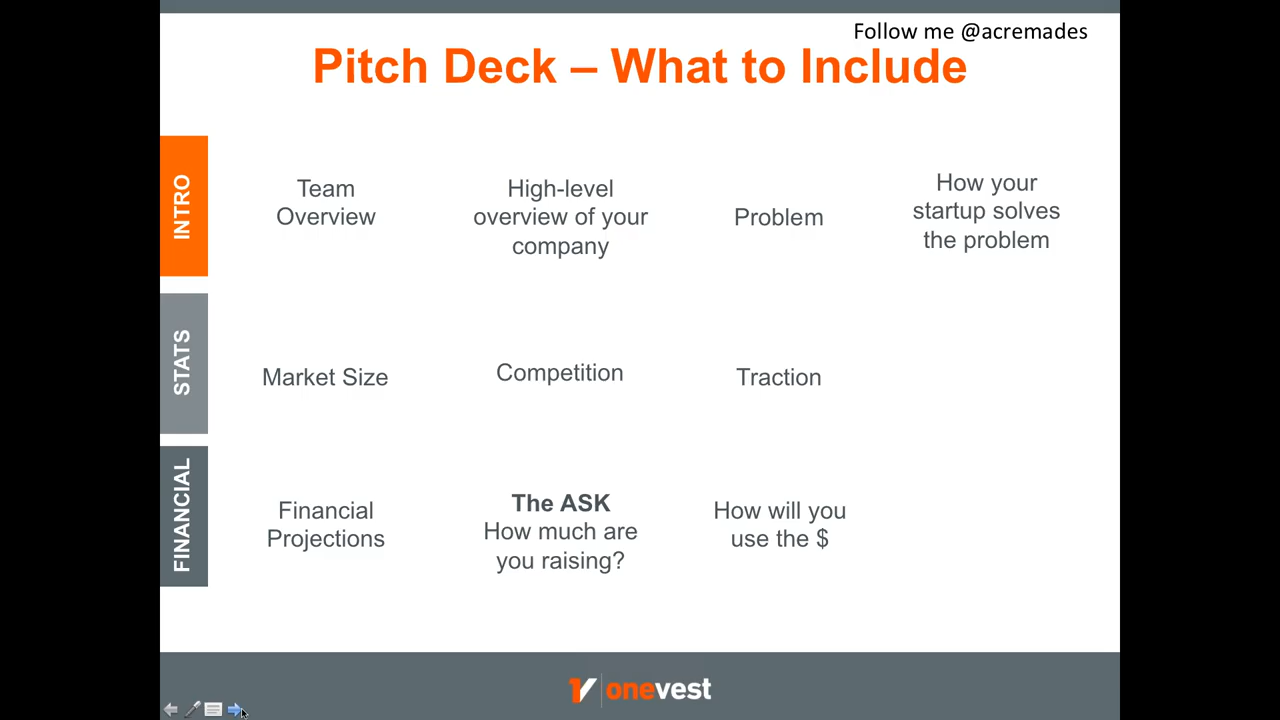 Follow me @acremades
Pitch Deck – What to Include
INTRO
Team
Overview
High-level
overview of your
company
Problem
How your
startup solves
the problem
STATS
Market Size
Competition
Traction
FINANCIAL
Financial
Projections
The ASK
How much are
you raising?
How will you
use the $
onevest